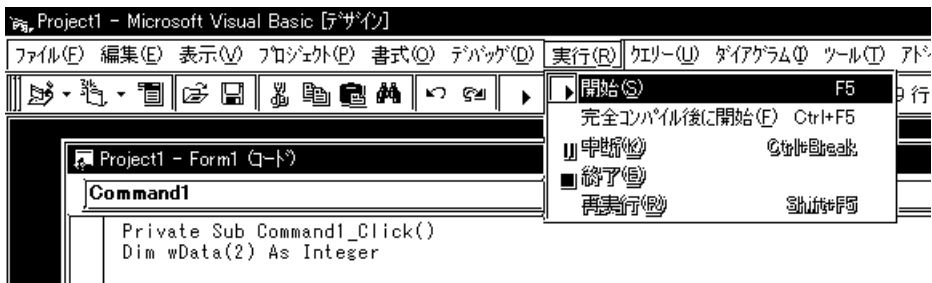 Project1 - Microsoft Visual Basic [ﾃﾞｻﾞｲﾝ]
ﾌｧｲﾙ(F) 編集(E) 表示(V) ﾌﾟﾛｼﾞｪｸﾄ(P) 書式(O) ﾃﾞﾊﾞｯｸﾞ(D) 実行(R) ｸｴﾘｰ(U) ﾀﾞｲｱｸﾞﾗﾑ(I) ﾂｰﾙ(T) ｱﾄﾞ
開始(S) F5
行
完全ｺﾝﾊﾟｲﾙ後に開始(F) Ctrl+F5
中断(K) Ctrl+Break
終了(E)
再実行(R) Shift+F5
Project1 - Form1 (ｺｰﾄﾞ)
Command1
Private Sub Command1_Click()
Dim wData(2) As Integer